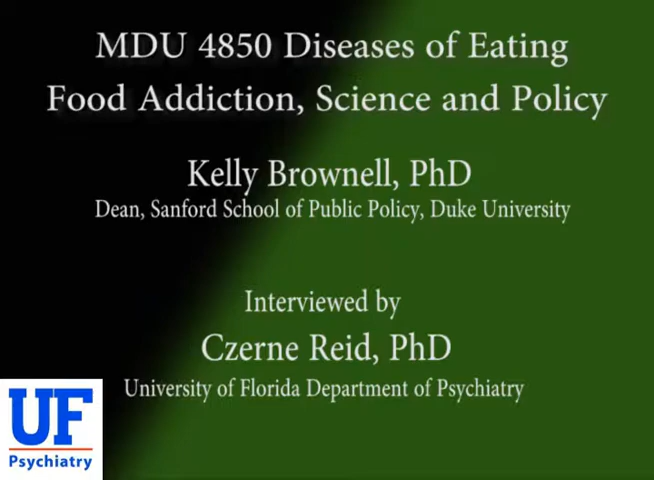 MDU 4850 Diseases of Eating
Food Addiction, Science and Policy
Kelly Brownell, PhD
Dean, Sanford School of Public Policy, Duke University
Interviewed by
Czerne Reid, PhD
University of Florida Department of Psychiatry
UF
Psychiatry